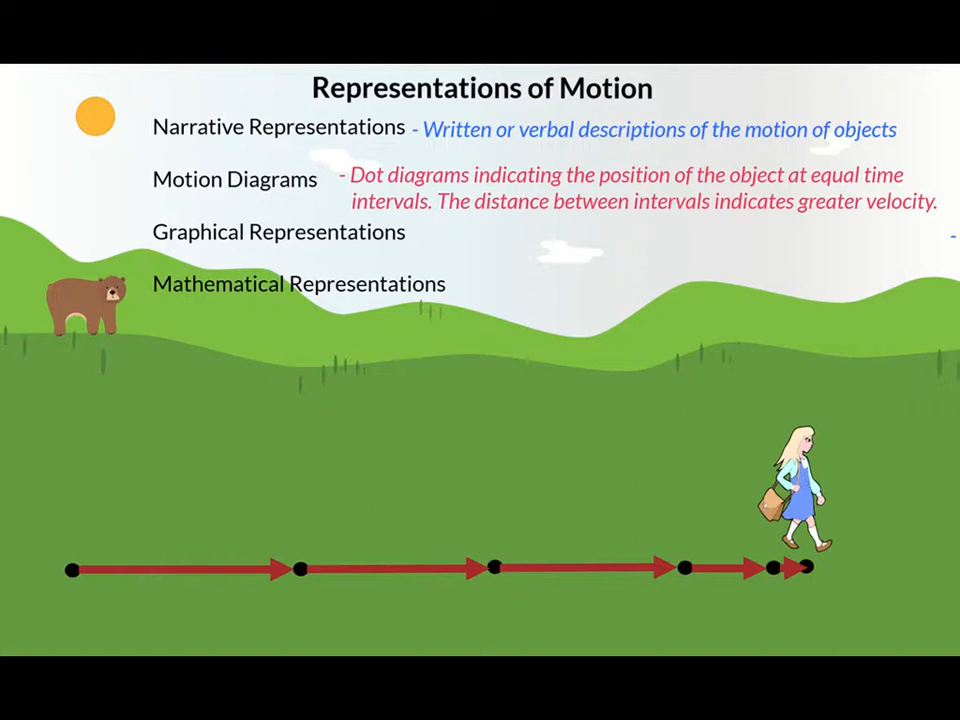 Representations of Motion
Narrative Representations - Written or verbal descriptions of the motion of objects
Motion Diagrams - Dot diagrams indicating the position of the object at equal time
intervals. The distance between intervals indicates greater velocity.
Graphical Representations -
Mathematical Representations